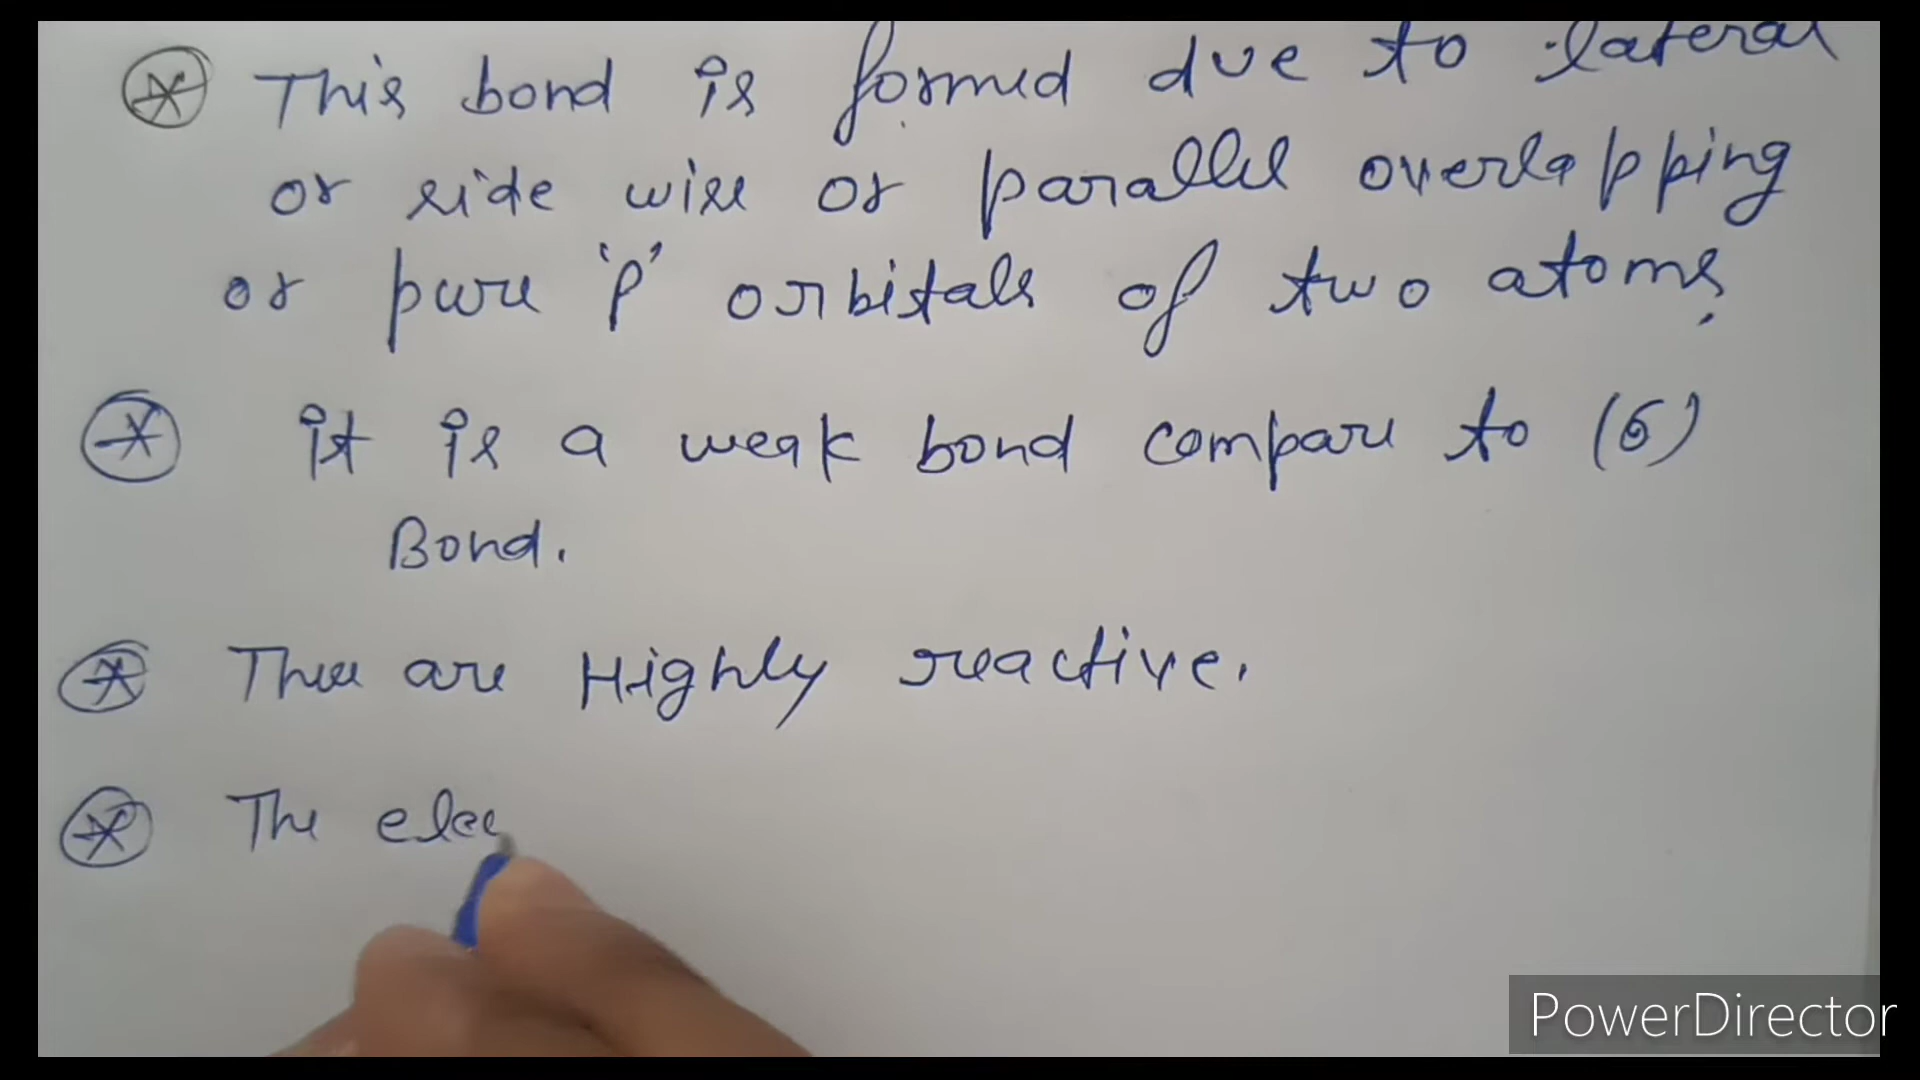 This bond is formed due to lateral
or side wise or parallel overlapping
or pure 'p' orbitals of two atoms.
it is a weak bond compare to (σ)
Bond.
These are Highly reactive.
The elec
PowerDirector